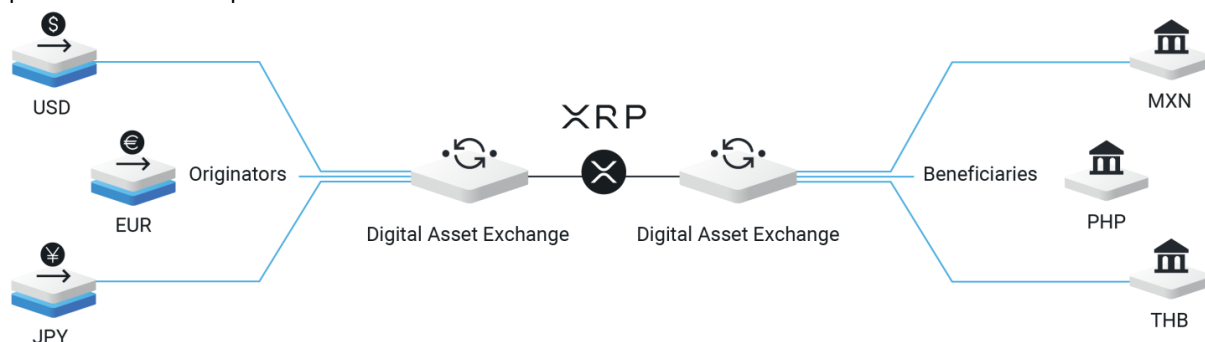 USD
EUR
JPY
Originators
Digital Asset Exchange
XRP
Digital Asset Exchange
Beneficiaries
MXN
PHP
THB